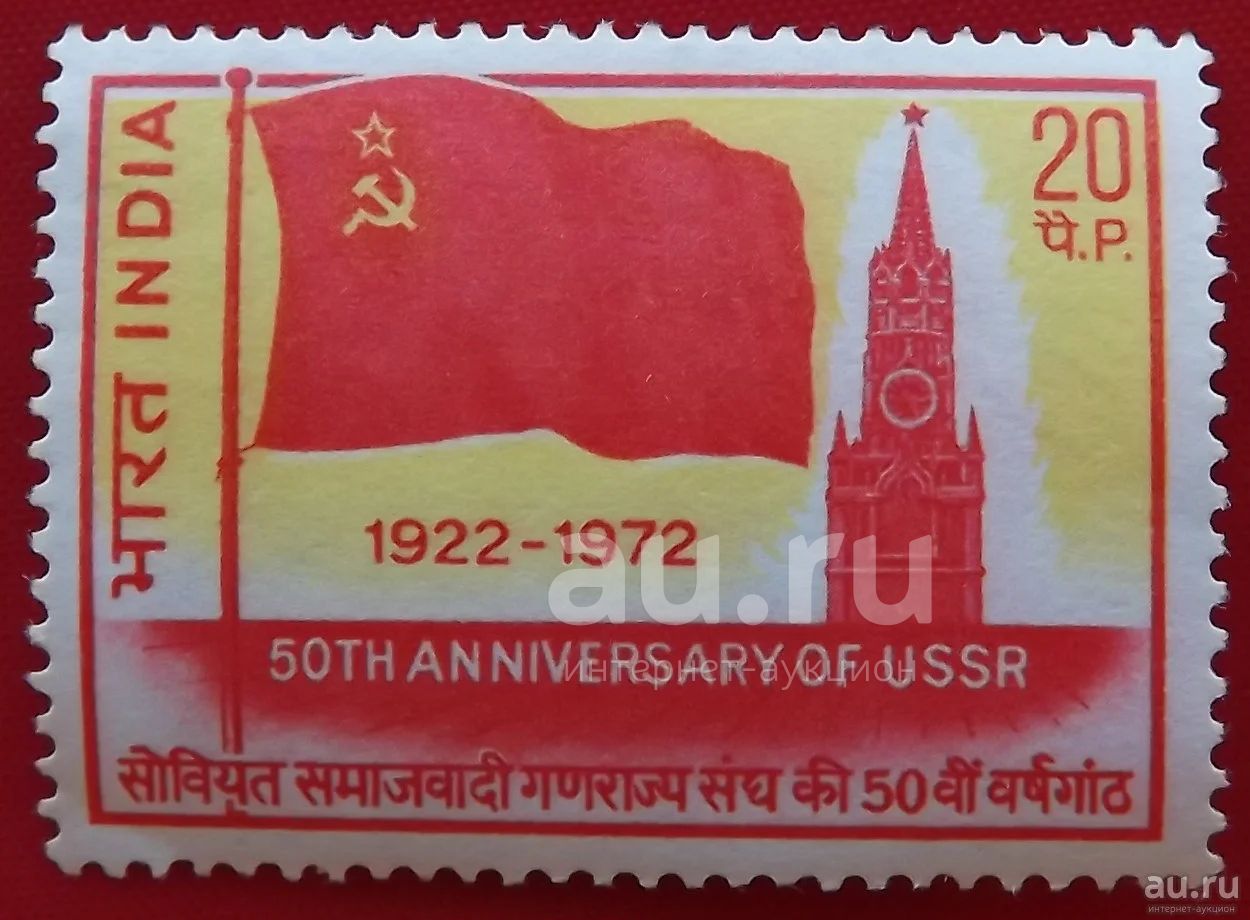 भारत INDIA
20
पै.P.
1922-1972
au.ru
50TH ANNIVERSARY OF USSR
интернет-аукцион
सोवियत समाजवादी गणराज्य संघ की 50 वीं वर्षगांठ
au.ru
интернет-аукцион